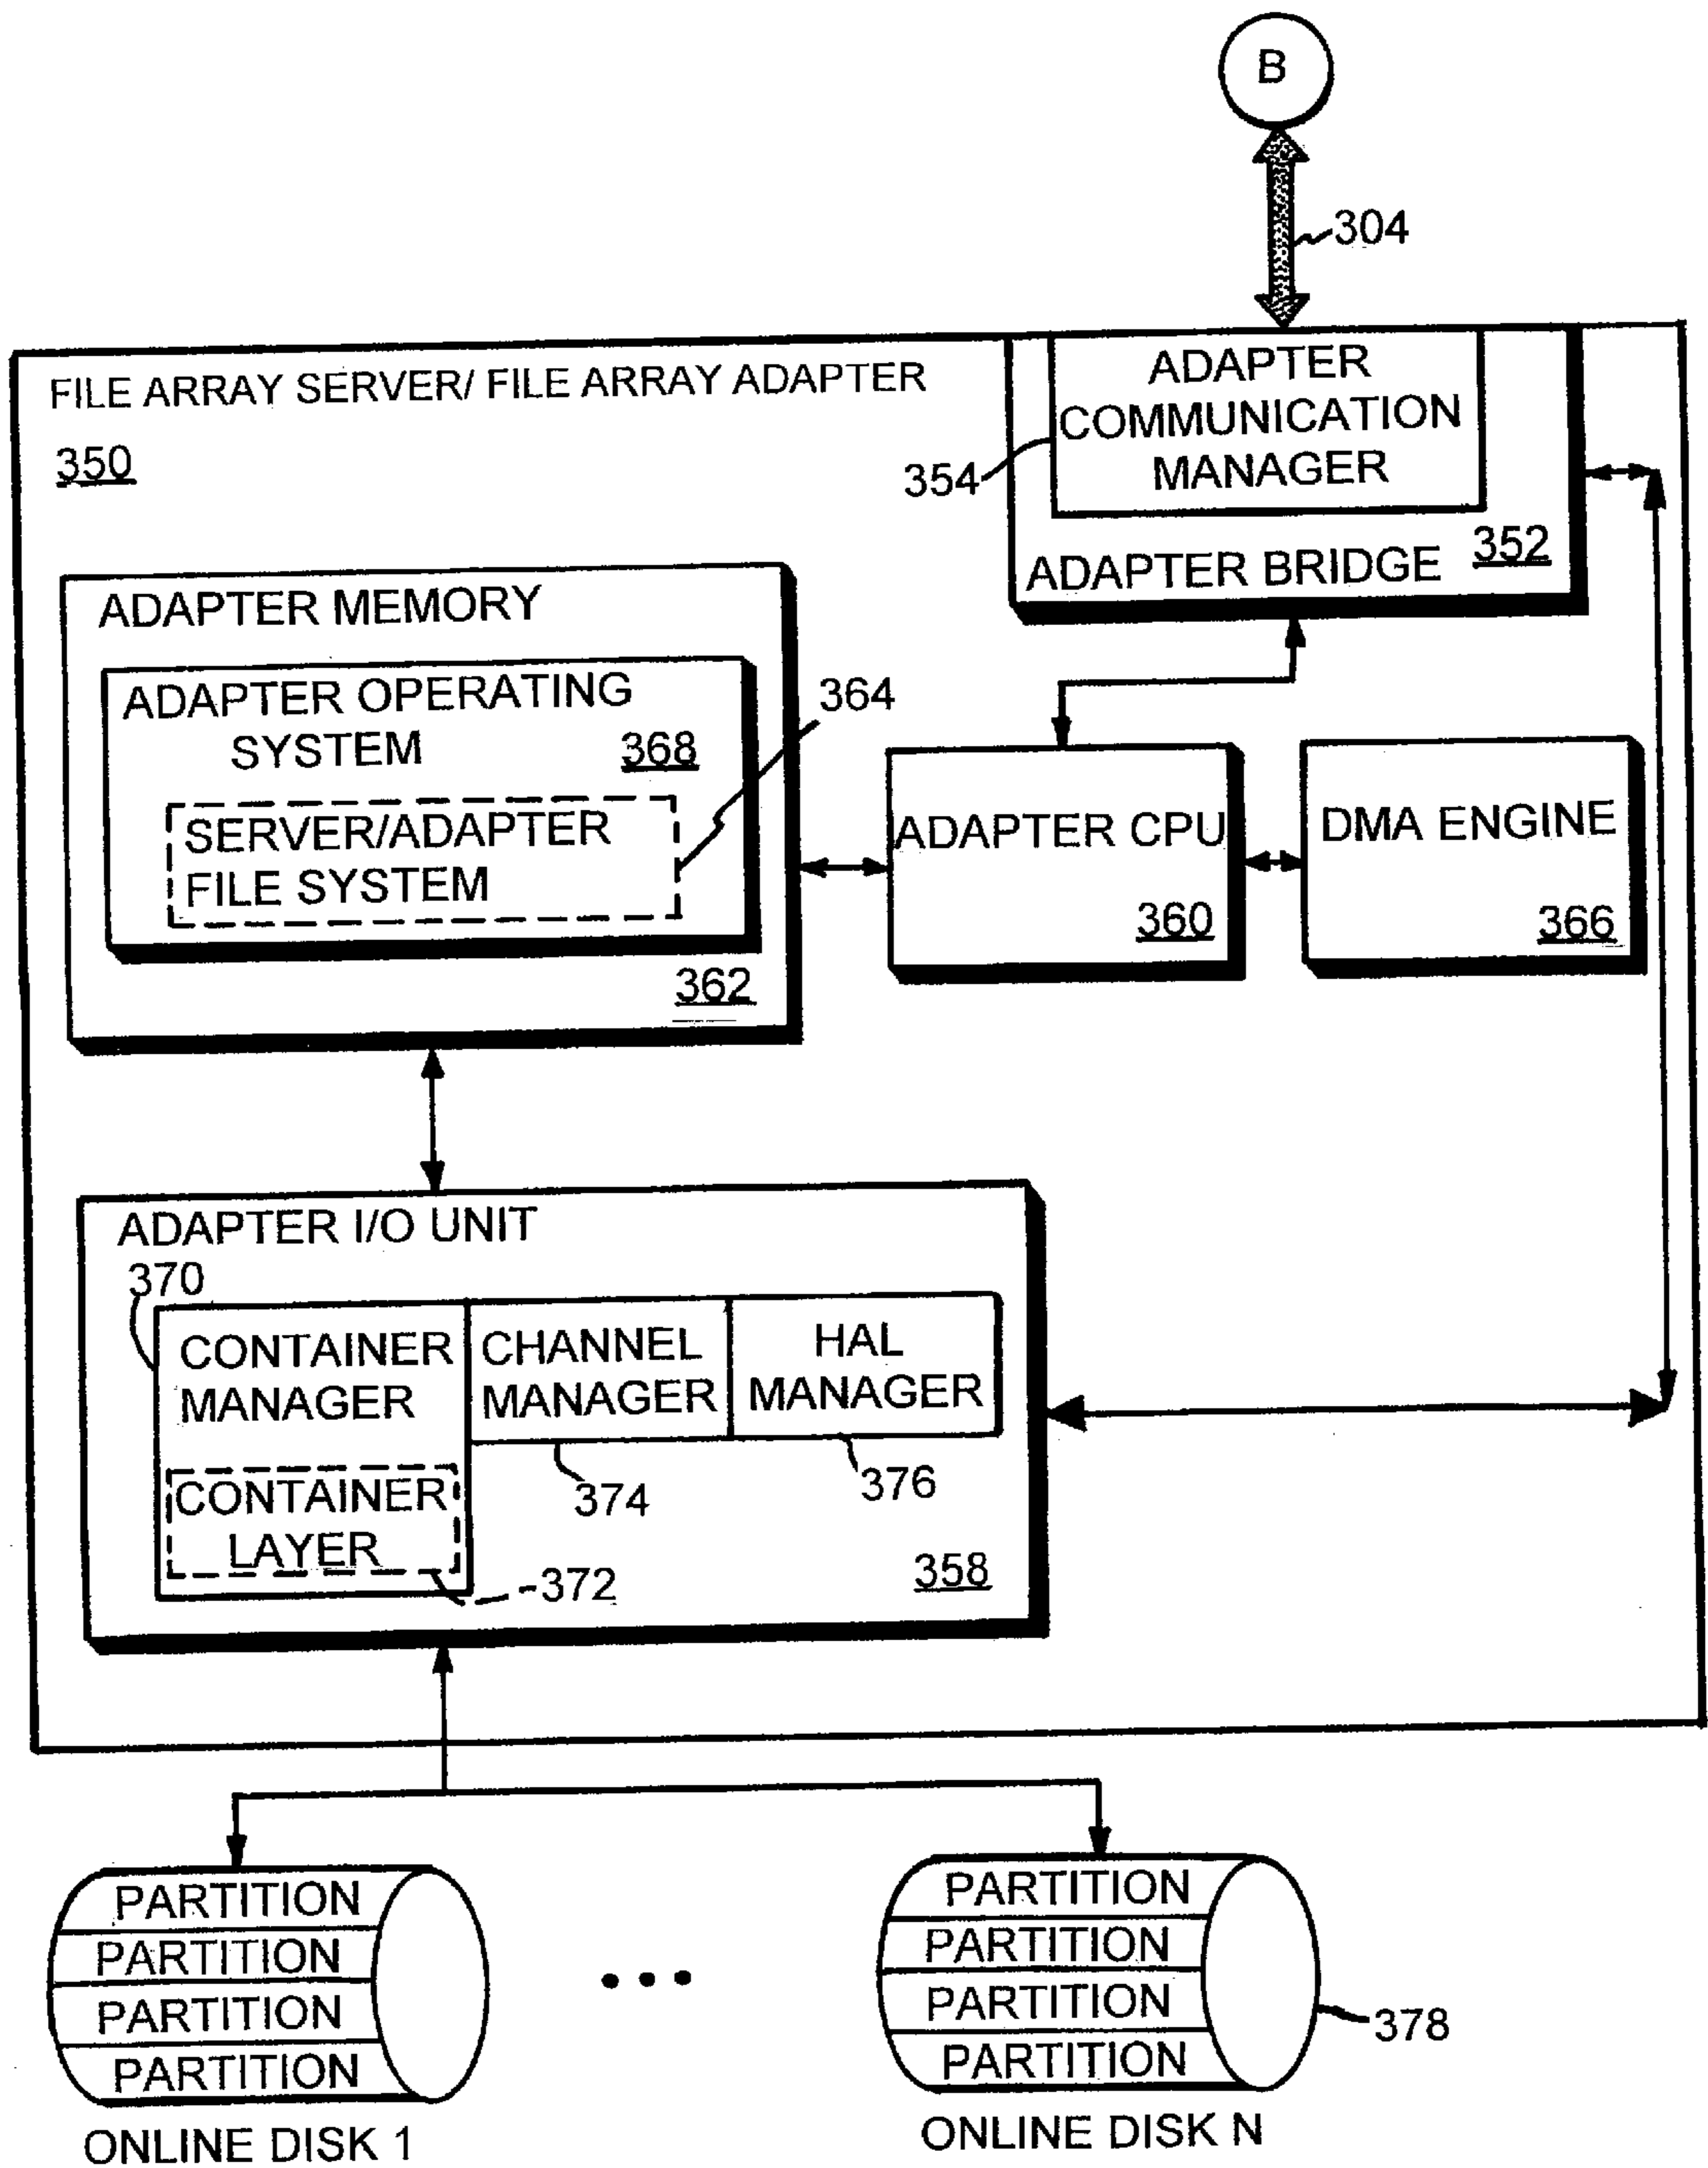 B
304
FILE ARRAY SERVER/ FILE ARRAY ADAPTER
350
ADAPTER
COMMUNICATION
MANAGER
354
352
ADAPTER BRIDGE
ADAPTER MEMORY
ADAPTER OPERATING
SYSTEM
368
364
SERVER/ADAPTER
FILE SYSTEM
362
ADAPTER CPU
360
DMA ENGINE
366
ADAPTER I/O UNIT
370
CONTAINER
MANAGER
CHANNEL
MANAGER
HAL
MANAGER
CONTAINER
LAYER
372
374
376
358
PARTITION
PARTITION
PARTITION
PARTITION
ONLINE DISK 1
PARTITION
PARTITION
PARTITION
PARTITION
378
ONLINE DISK N